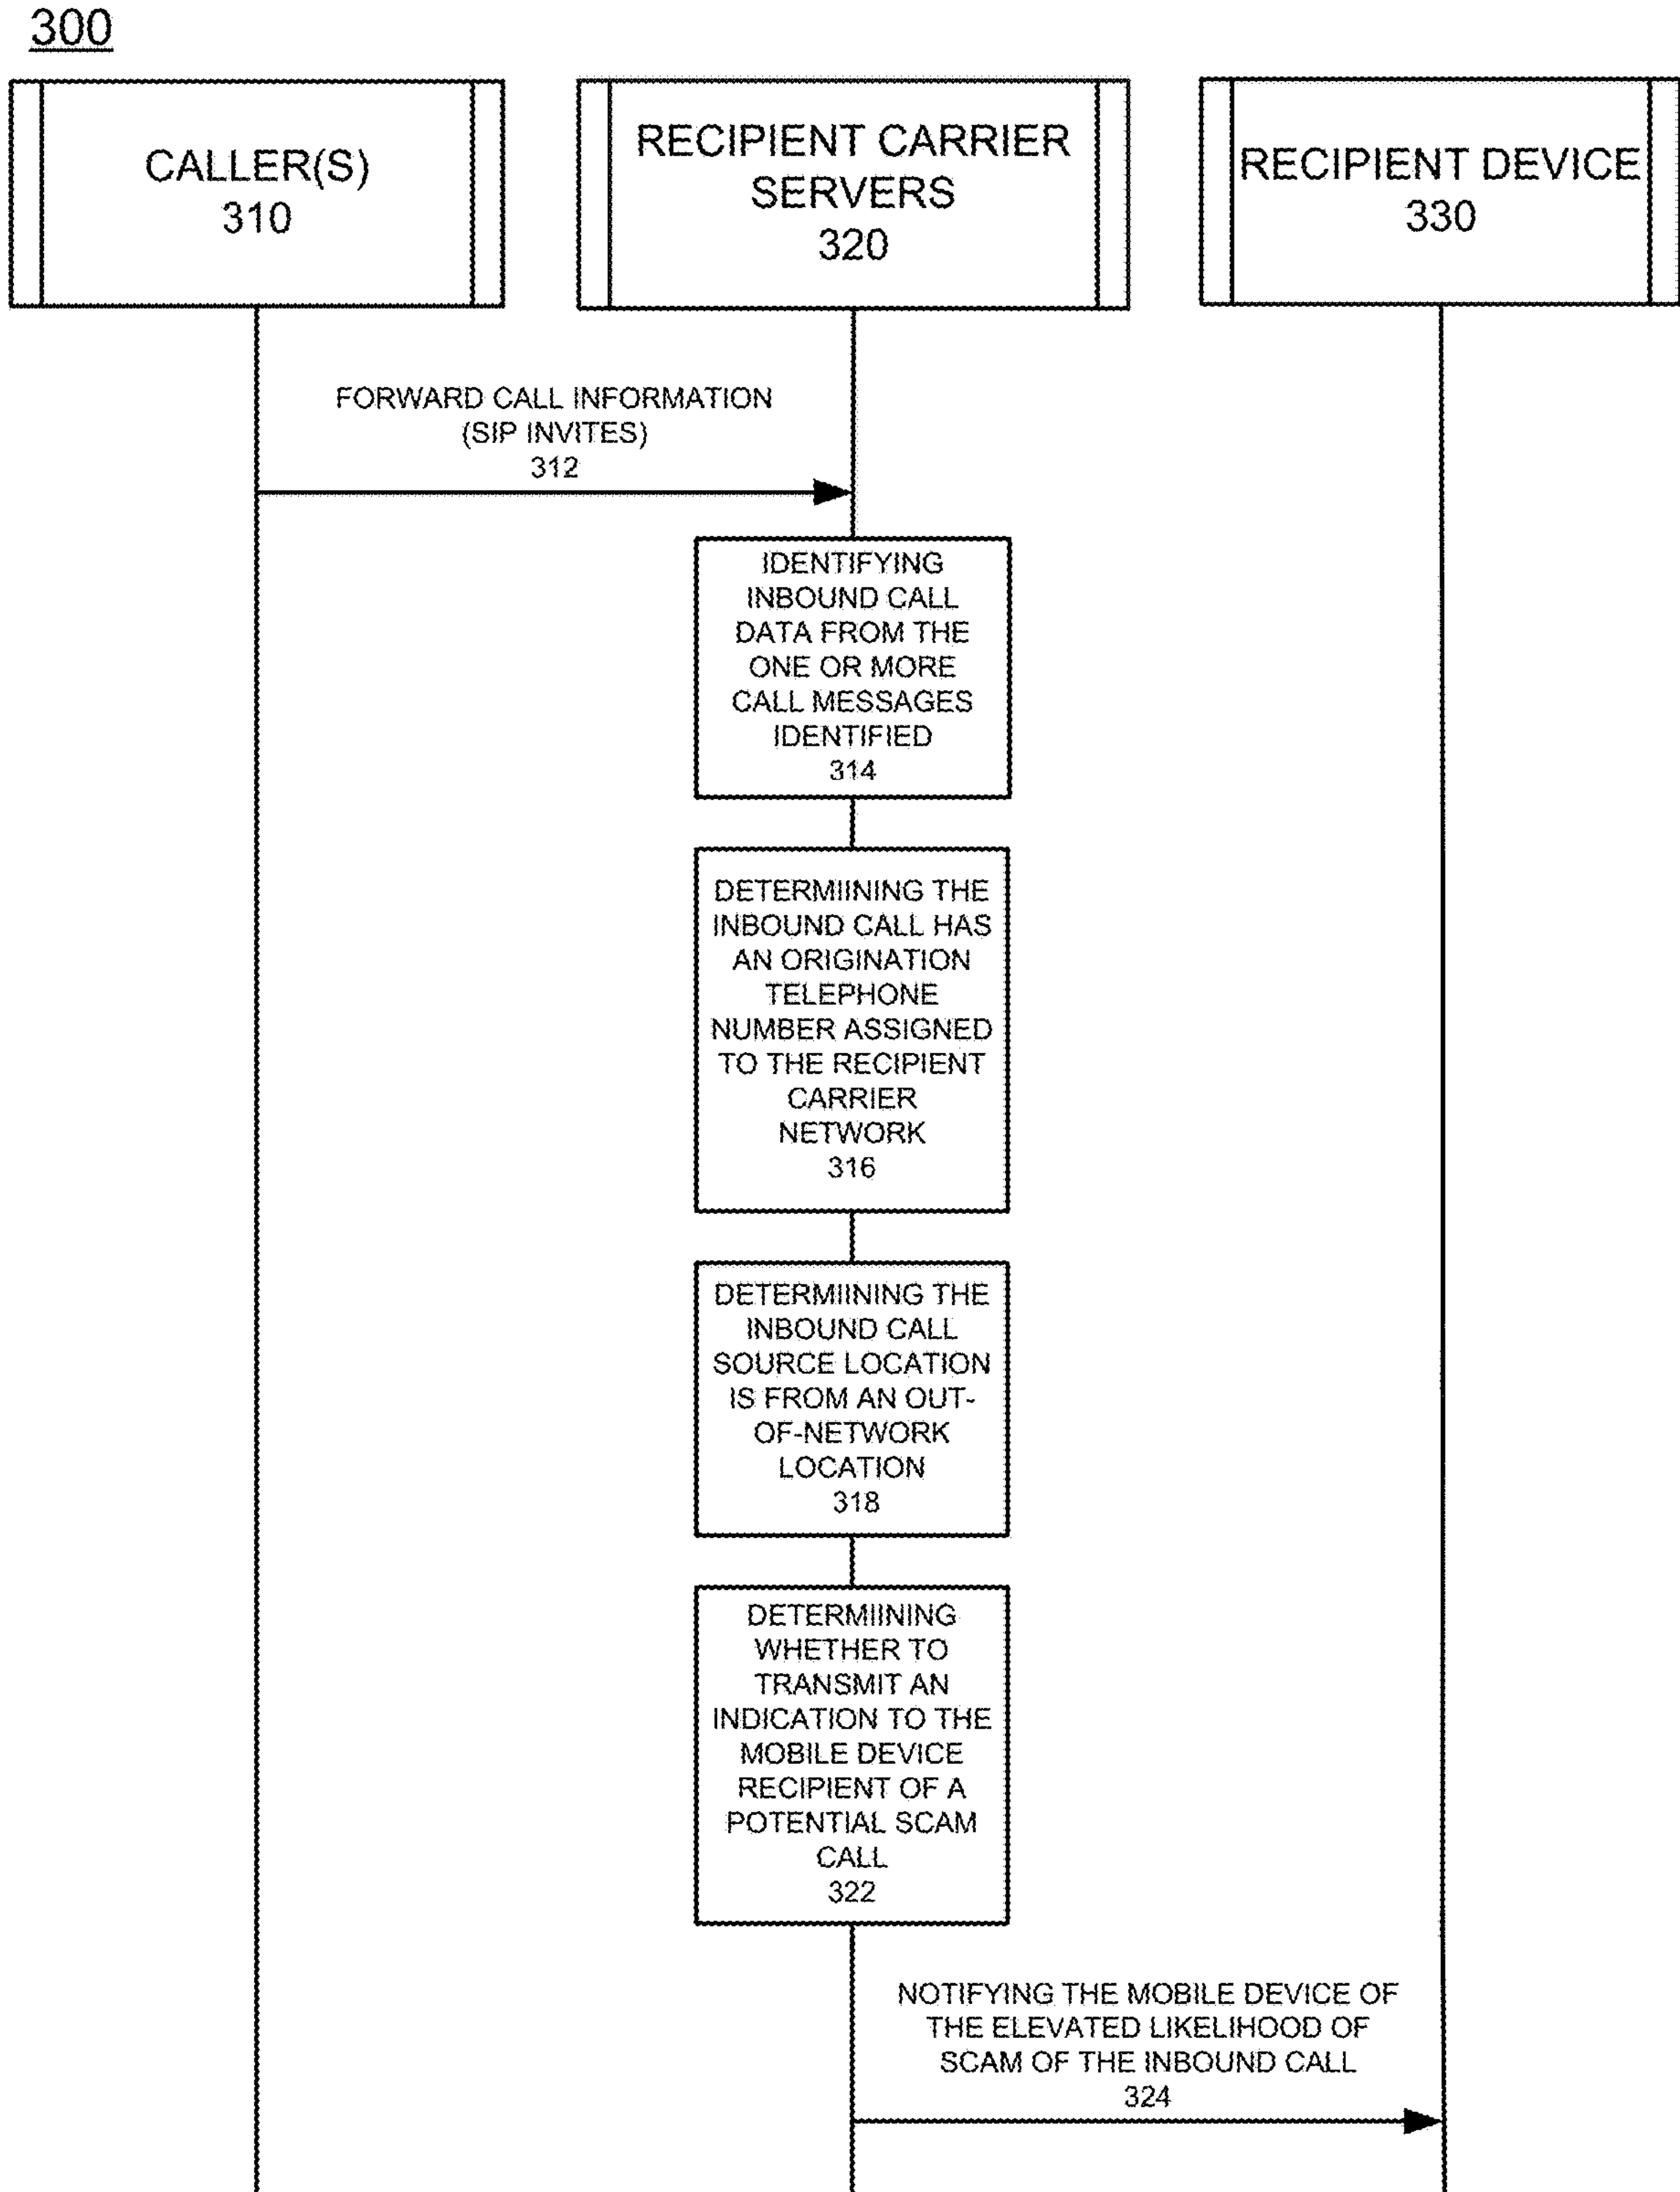 300
CALLER(S)
310
RECIPIENT CARRIER
SERVERS
320
RECIPIENT DEVICE
330
FORWARD CALL INFORMATION
(SIP INVITES)
312
IDENTIFYING
INBOUND CALL
DATA FROM THE
ONE OR MORE
CALL MESSAGES
IDENTIFIED
314
DETERMIINING THE
INBOUND CALL HAS
AN ORIGINATION
TELEPHONE
NUMBER ASSIGNED
TO THE RECIPIENT
CARRIER
NETWORK
316
DETERMIINING THE
INBOUND CALL
SOURCE LOCATION
IS FROM AN OUT-
OF-NETWORK
LOCATION
318
DETERMIINING
WHETHER TO
TRANSMIT AN
INDICATION TO THE
MOBILE DEVICE
RECIPIENT OF A
POTENTIAL SCAM
CALL
322
NOTIFYING THE MOBILE DEVICE OF
THE ELEVATED LIKELIHOOD OF
SCAM OF THE INBOUND CALL
324